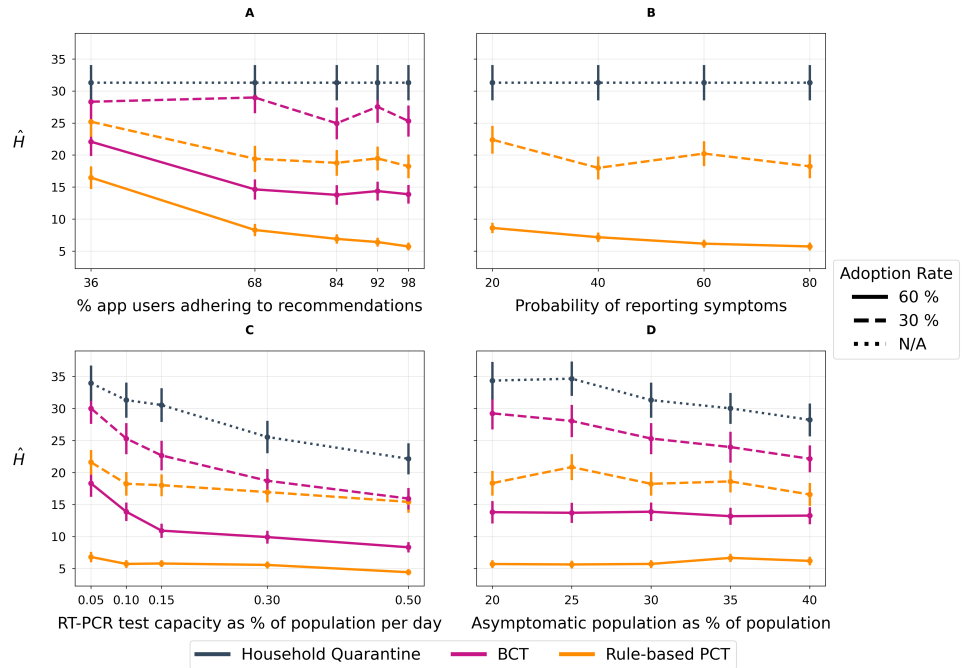 A
B
35
30
25
20
15
10
5
Ĥ
36 68 84 92 98
% app users adhering to recommendations
20 40 60 80
Probability of reporting symptoms
Adoption Rate
60 %
30 %
N/A
C
D
35
30
25
20
15
10
5
Ĥ
0.05 0.10 0.15 0.30 0.50
RT-PCR test capacity as % of population per day
20 25 30 35 40
Asymptomatic population as % of population
Household Quarantine BCT Rule-based PCT